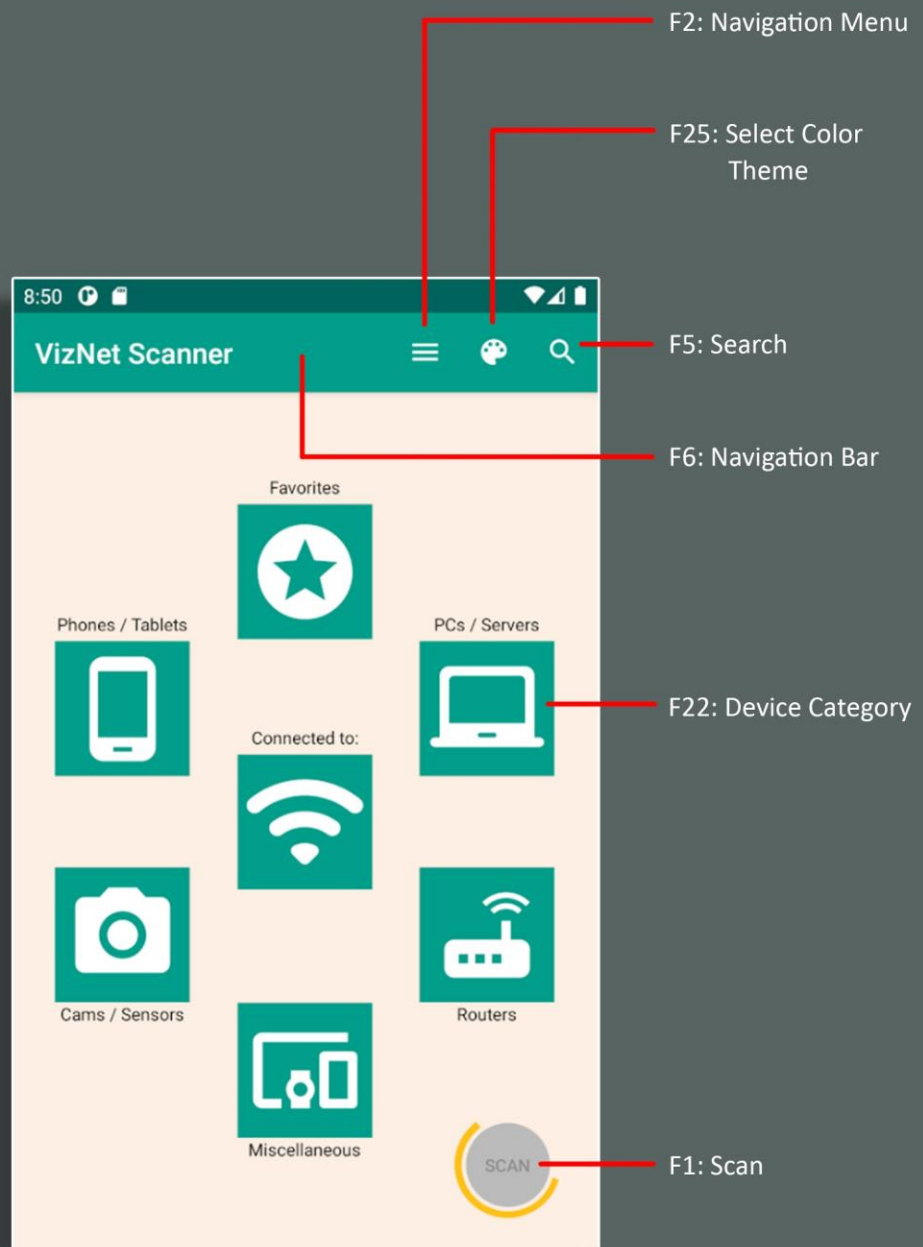 F2: Navigation Menu
F25: Select Color
Theme
8:50
VizNet Scanner
F5: Search
F6: Navigation Bar
Favorites
Phones / Tablets
PCs / Servers
F22: Device Category
Connected to:
Cams / Sensors
Routers
Miscellaneous
SCAN
F1: Scan